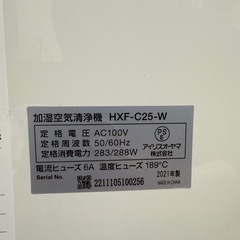 加湿空気清浄機 HXF-C25-W
定格電圧 AC100V
定格周波数 50/60Hz
定格消費電力 283/288W
電流ヒューズ 6A 温度ヒューズ 189℃
Serial No. 2211105100256
PS
E
アイリスオーヤマ
株式会社
2021年製
MADE IN CHINA